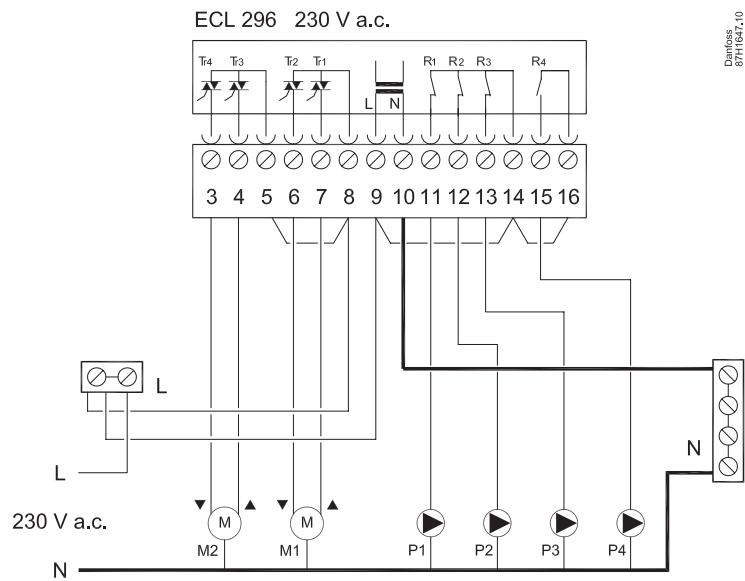 ECL 296 230 V a.c.
Danfoss
87H1647.10
Tr4 Tr3 Tr2 Tr1 R1 R2 R3 R4
L N
3 4 5 6 7 8 9 10 11 12 13 14 15 16
L
L
N
230 V a.c.
M M
M2 M1 P1 P2 P3 P4
N